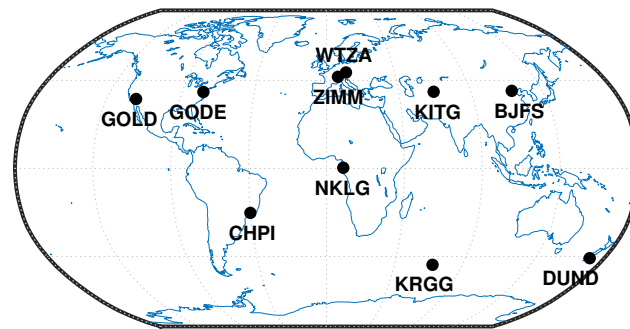 WTZA
ZIMM
GOLD
GODE
KITG
BJFS
NKLG
CHPI
KRGG
DUND